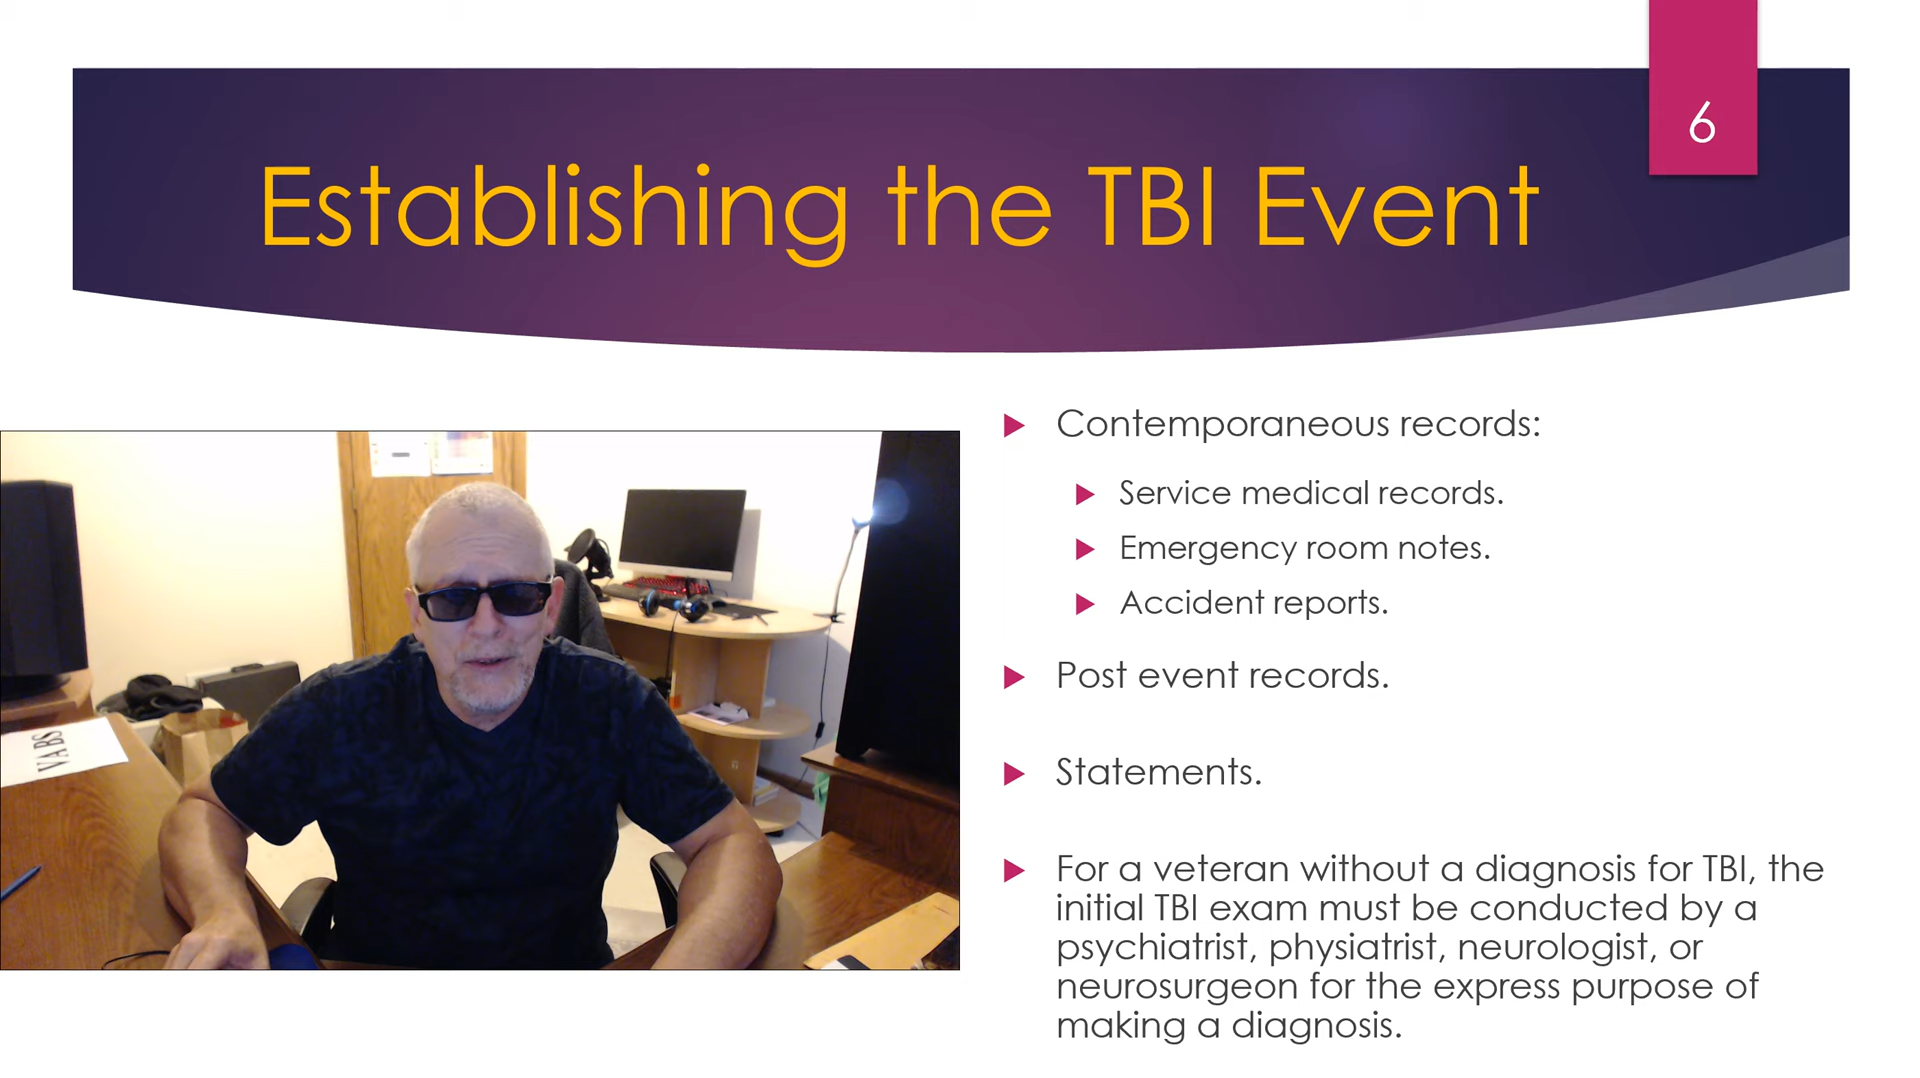 6
Establishing the TBI Event
Contemporaneous records:
Service medical records.
Emergency room notes.
Accident reports.
Post event records.
Statements.
For a veteran without a diagnosis for TBI, the
initial TBI exam must be conducted by a
psychiatrist, physiatrist, neurologist, or
neurosurgeon for the express purpose of
making a diagnosis.
VA BS